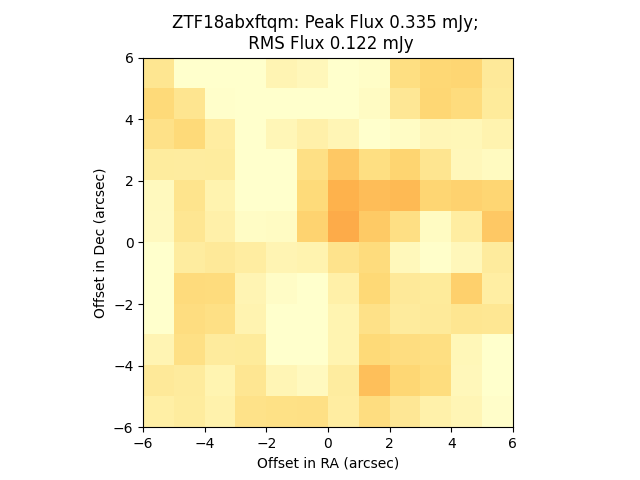 ZTF18abxftqm: Peak Flux 0.335 mJy;
RMS Flux 0.122 mJy
6
4
2
0
−2
−4
−6
Offset in Dec (arcsec)
−6 −4 −2 0 2 4 6
Offset in RA (arcsec)